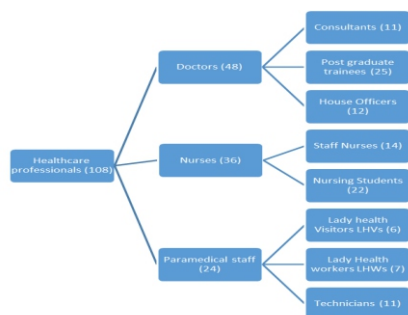 Consultants (11)
Doctors (48)
Post graduate
trainees (25)
House Officers
(12)
Healthcare
professionals (108)
Nurses (36)
Staff Nurses (14)
Nursing Students
(22)
Paramedical staff
(24)
Lady health
Visitors LHVs (6)
Lady Health
workers LHWs (7)
Technicians (11)